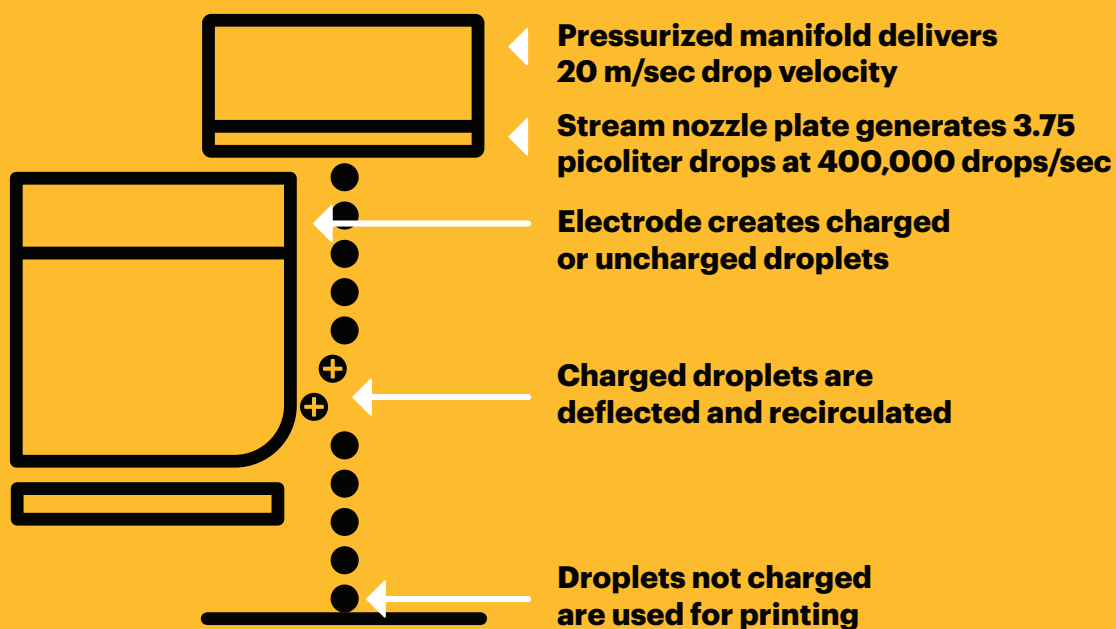 Pressurized manifold delivers
20 m/sec drop velocity
Stream nozzle plate generates 3.75
picoliter drops at 400,000 drops/sec
Electrode creates charged
or uncharged droplets
Charged droplets are
deflected and recirculated
Droplets not charged
are used for printing